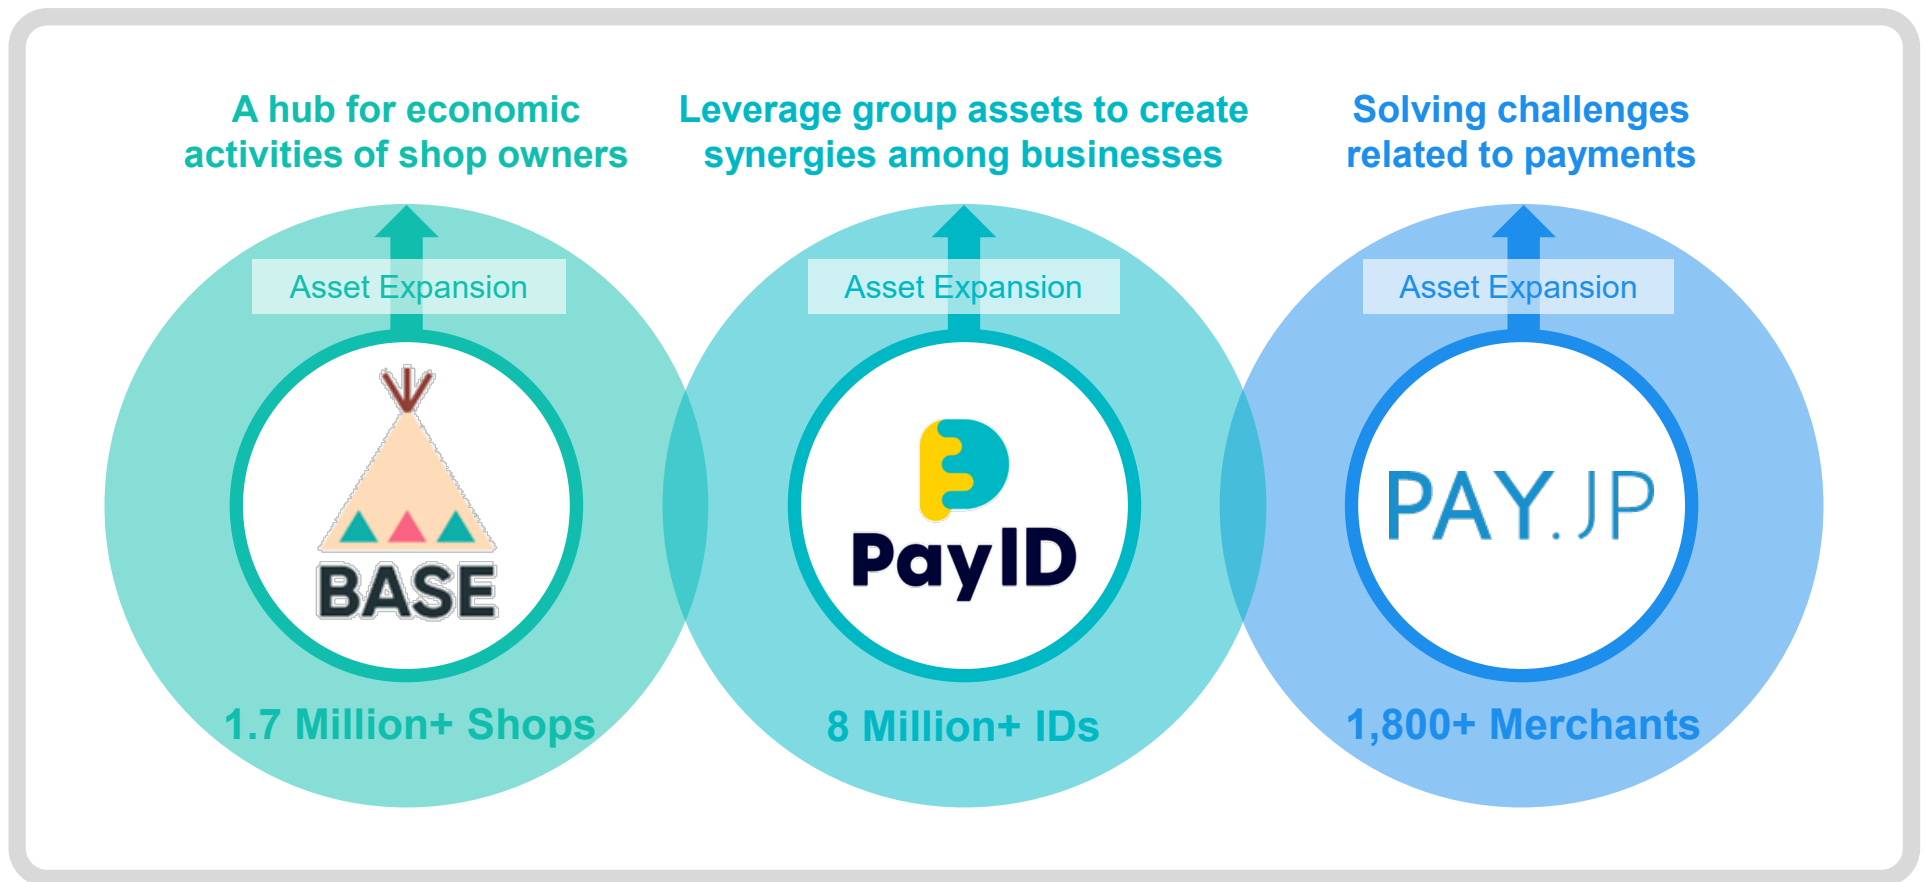 A hub for economic
activities of shop owners
Asset Expansion
BASE
1.7 Million+ Shops
Leverage group assets to create
synergies among businesses
Asset Expansion
Pay ID
8 Million+ IDs
Solving challenges
related to payments
Asset Expansion
PAY.JP
1,800+ Merchants